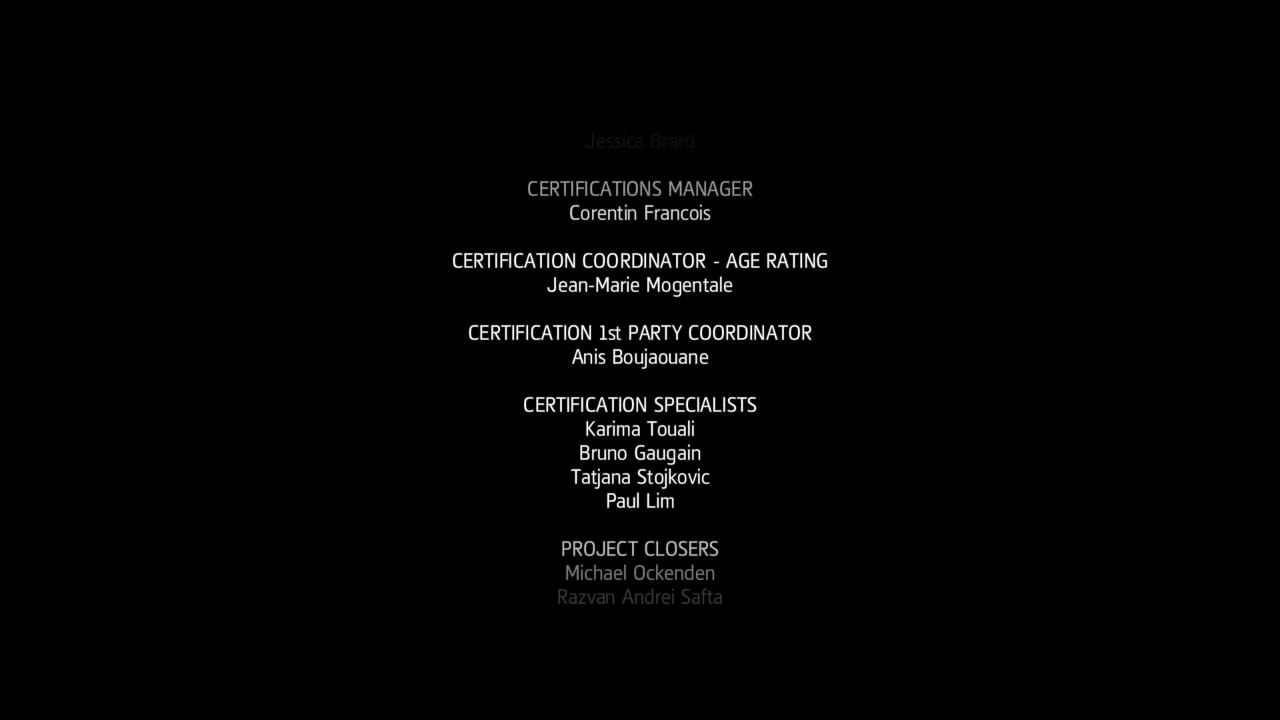 Jessica Brard
CERTIFICATIONS MANAGER
Corentin Francois
CERTIFICATION COORDINATOR - AGE RATING
Jean-Marie Mogentale
CERTIFICATION 1st PARTY COORDINATOR
Anis Boujaouane
CERTIFICATION SPECIALISTS
Karima Touali
Bruno Gaugain
Tatjana Stojkovic
Paul Lim
PROJECT CLOSERS
Michael Ockenden
Razvan Andrei Safta